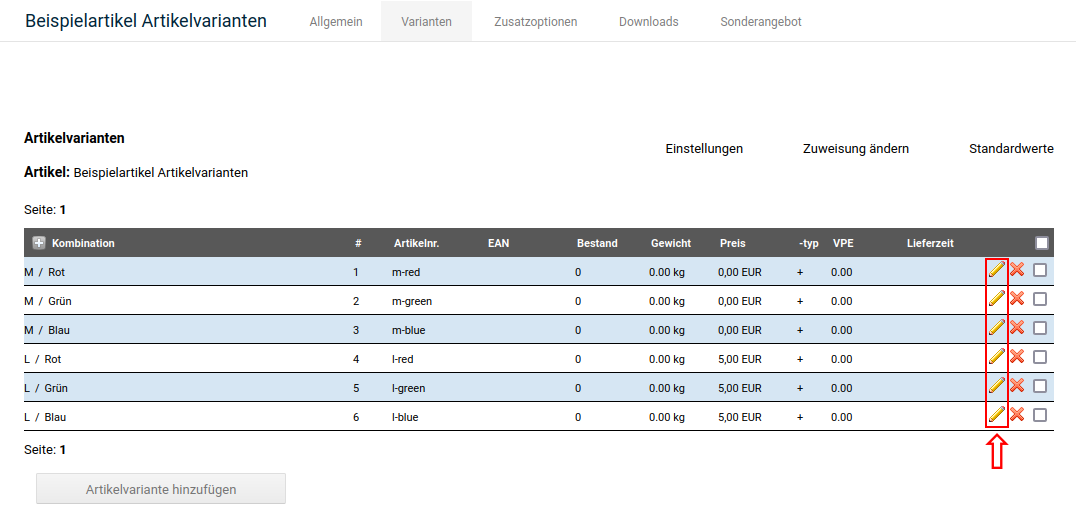 Beispielartikel Artikelvarianten Allgemein Varianten Zusatzoptionen Downloads Sonderangebot
Artikelvarianten
Einstellungen Zuweisung ändern Standardwerte
Artikel: Beispielartikel Artikelvarianten
Seite: 1
Kombination # Artikelnr. EAN Bestand Gewicht Preis -typ VPE Lieferzeit
M / Rot 1 m-red 0 0.00 kg 0,00 EUR + 0.00
M / Grün 2 m-green 0 0.00 kg 0,00 EUR + 0.00
M / Blau 3 m-blue 0 0.00 kg 0,00 EUR + 0.00
L / Rot 4 l-red 0 0.00 kg 5,00 EUR + 0.00
L / Grün 5 l-green 0 0.00 kg 5,00 EUR + 0.00
L / Blau 6 l-blue 0 0.00 kg 5,00 EUR + 0.00
Seite: 1
Artikelvariante hinzufügen